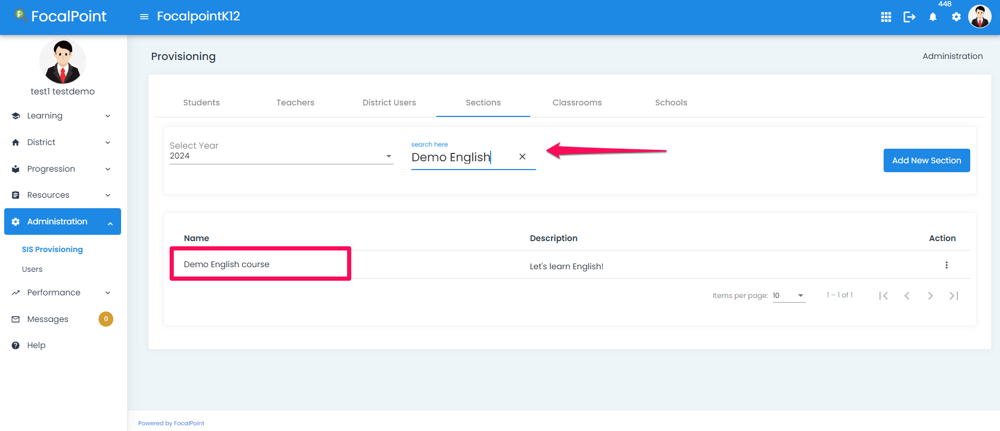 FocalPoint
FocalpointK12
448
test1 testdemo
Learning
District
Progression
Resources
Administration
SIS Provisioning
Users
Performance
Messages
0
Help
Provisioning
Administration
Students
Teachers
District Users
Sections
Classrooms
Schools
Select Year
2024
search here
Demo English
Add New Section
Name
Description
Action
Demo English course
Let's learn English!
Items per page:
10
1 – 1 of 1
Powered by FocalPoint